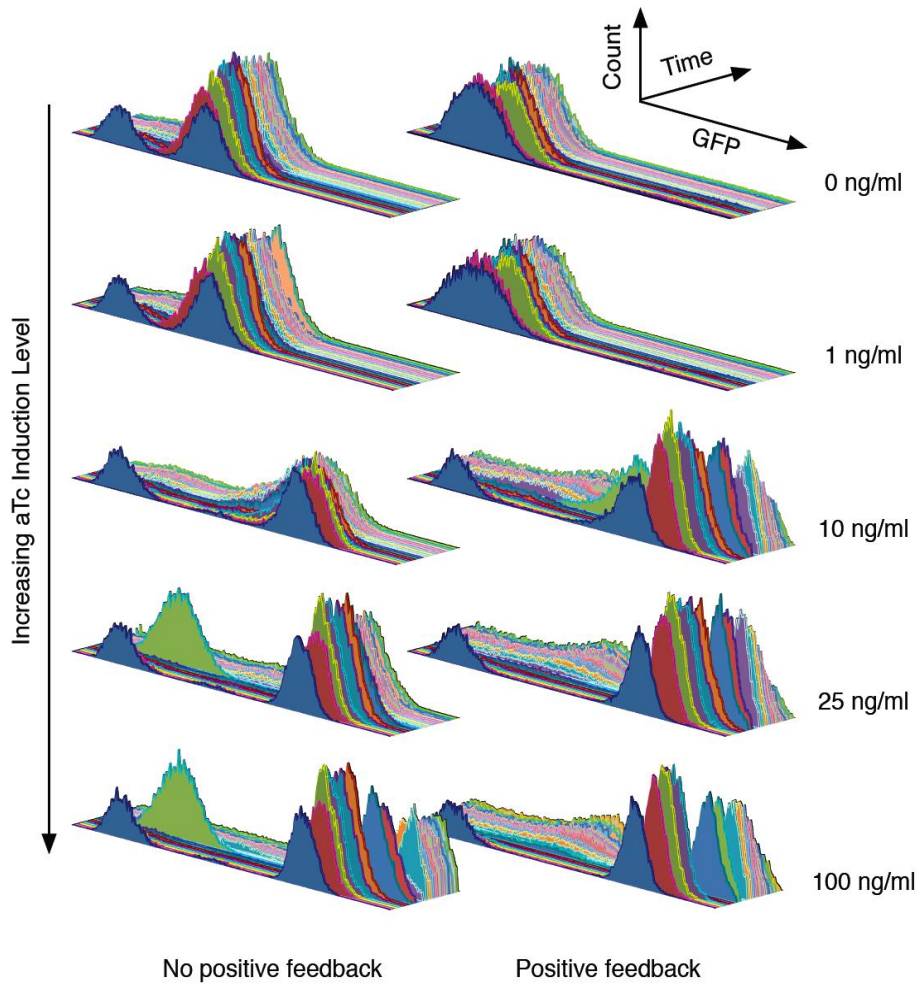 Count
Time
GFP
0 ng/ml
1 ng/ml
10 ng/ml
25 ng/ml
100 ng/ml
Increasing aTc Induction Level
No positive feedback
Positive feedback